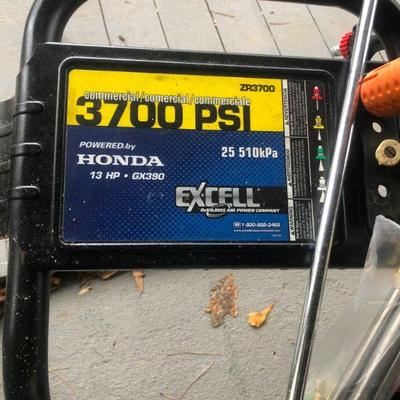 ZR3700
commercial/comercial/commerciale
3700 PSI
POWERED by
HONDA
25 510kPa
13 HP • GX390
EXCELL
DEVILBISS AIR POWER COMPANY
1-800-888-2468